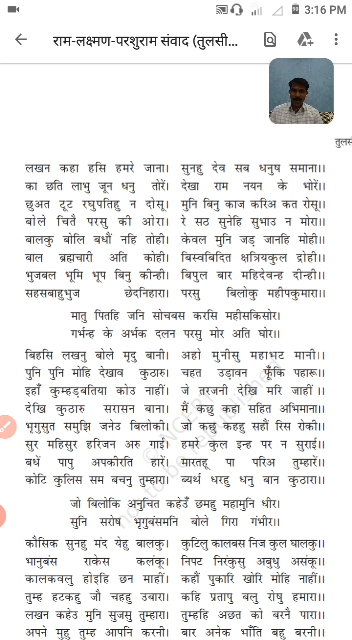 3:16 PM
राम-लक्ष्मण-परशुराम संवाद (तुलसी...
तुलसी
लखन कहा हसि हमरे जाना। सुनहु देव सब धनुष समाना।।
का छति लाभु जून धनु तोरें। देखा राम नयन के भोरें।।
छुअत टूट रघुपतिहु न दोसू। मुनि बिनु काज करिअ कत रोसू।
बोले चितै परसु की ओरा। रे सठ सुनेहि सुभाउ न मोरा।।
बालकु बोलि बधौं नहि तोही। केवल मुनि जड़ जानहि मोही।।
बाल ब्रह्मचारी अति कोही। बिस्वबिदित क्षत्रियकुल द्रोही।।
भुजबल भूमि भूप बिनु कीन्ही। बिपुल बार महिदेवन्ह दीन्ही।।
सहसबाहुभुज छेदनिहारा। परसु बिलोकु महीपकुमारा।।
मातु पितहि जनि सोचबस करसि महीसकिसोर।
गर्भन्ह के अर्भक दलन परसु मोर अति घोर।।
बिहसि लखनु बोले मृदु बानी। अहो मुनीसु महाभट मानी।।
पुनि पुनि मोहि देखाव कुठारू। चहत उड़ावन फूँकि पहारू।।
इहाँ कुम्हड़बतिया कोउ नाहीं। जे तरजनी देखि मरि जाहीं।।
देखि कुठारु सरासन बाना। मैं कछु कहा सहित अभिमाना।।
भृगुसुत समुझि जनेउ बिलोकी। जो कछु कहहु सहौं रिस रोकी।।
सुर महिसुर हरिजन अरु गाई। हमरे कुल इन्ह पर न सुराई।।
बधें पापु अपकीरति हारें। मारतहू पा परिअ तुम्हारें।।
कोटि कुलिस सम बचनु तुम्हारा। ब्यर्थ धरहु धनु बान कुठारा।।
जो बिलोकि अनुचित कहेउँ छमहु महामुनि धीर।
सुनि सरोष भृगुबंसमनि बोले गिरा गंभीर।।
कौसिक सुनहु मंद येहु बालकु। कुटिलु कालबस निज कुल घालकु।।
भानुबंस राकेस कलंकू। निपट निरंकुसु अबुधु असंकू।।
कालकवलु होइहि छन माहीं। कहौं पुकारि खोरि मोहि नाहीं।।
तुम्ह हटकहु जौ चहहु उबारा। कहि प्रतापु बलु रोषु हमारा।।
लखन कहेउ मुनि सुजसु तुम्हारा। तुम्हहि अछत को बरनै पारा।।
अपने मुहु तुम्ह आपनि करनी। बार अनेक भाँति बहु बरनी।।